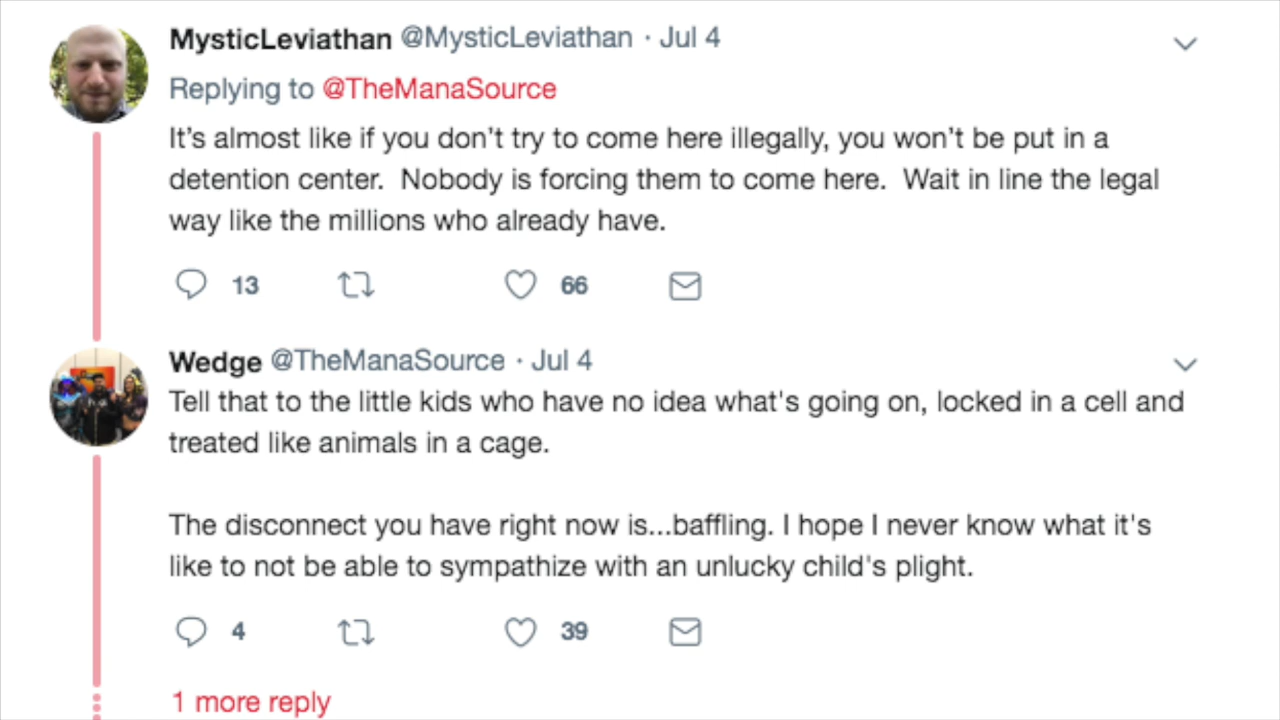 MysticLeviathan @MysticLeviathan · Jul 4
Replying to @TheManaSource
It’s almost like if you don’t try to come here illegally, you won’t be put in a
detention center.  Nobody is forcing them to come here.  Wait in line the legal
way like the millions who already have.
13 66
Wedge @TheManaSource · Jul 4
Tell that to the little kids who have no idea what's going on, locked in a cell and
treated like animals in a cage.
The disconnect you have right now is...baffling. I hope I never know what it's
like to not be able to sympathize with an unlucky child's plight.
4 39
1 more reply